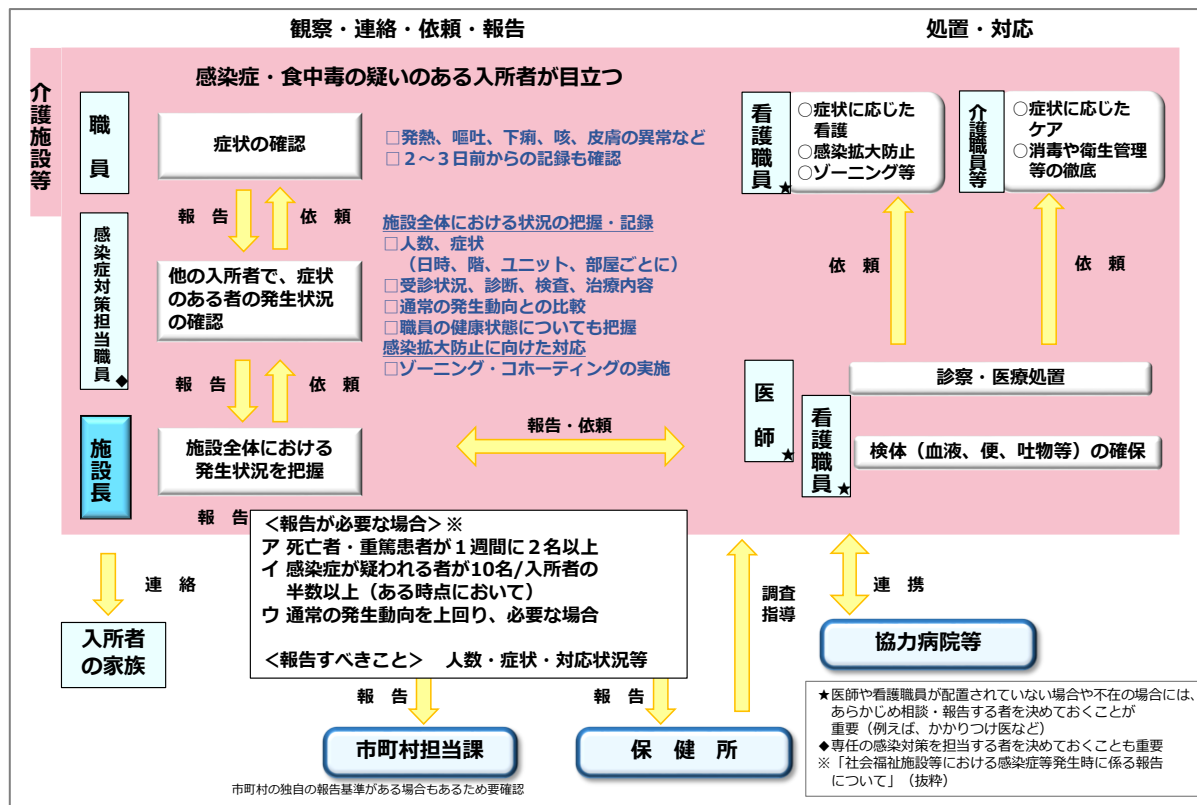 観察・連絡・依頼・報告
処置・対応
介護施設等
感染症・食中毒の疑いのある入所者が目立つ
職員
症状の確認
□発熱、嘔吐、下痢、咳、皮膚の異常など
□２～３日前からの記録も確認
報 告
依 頼
感染症対策担当職員◆
他の入所者で、症状
のある者の発生状況
の確認
施設全体における状況の把握・記録
□人数、症状
（日時、階、ユニット、部屋ごとに）
□受診状況、診断、検査、治療内容
□通常の発生動向との比較
□職員の健康状態についても把握
感染拡大防止に向けた対応
□ゾーニング・コホーティングの実施
報 告
依 頼
施設長
施設全体における
発生状況を把握
報告・依頼
看護職員★
○症状に応じた
看護
○感染拡大防止
○ゾーニング等
介護職員等
○症状に応じた
ケア
○消毒や衛生管理
等の徹底
依 頼
依 頼
医師★
看護職員★
診察・医療処置
検体（血液、便、吐物等）の確保
報 告
＜報告が必要な場合＞※
ア 死亡者・重篤患者が１週間に２名以上
イ 感染症が疑われる者が10名/入所者の
半数以上（ある時点において）
ウ 通常の発生動向を上回り、必要な場合
＜報告すべきこと＞ 人数・症状・対応状況等
連 絡
入所者
の家族
報 告
報 告
調査
指導
連 携
市町村担当課
保 健 所
協力病院等
市町村の独自の報告基準がある場合もあるため要確認
★医師や看護職員が配置されていない場合や不在の場合には、
あらかじめ相談・報告する者を決めておくことが
重要（例えば、かかりつけ医など）
◆専任の感染対策を担当する者を決めておくことも重要
※「社会福祉施設等における感染症等発生時に係る報告
について」（抜粋）